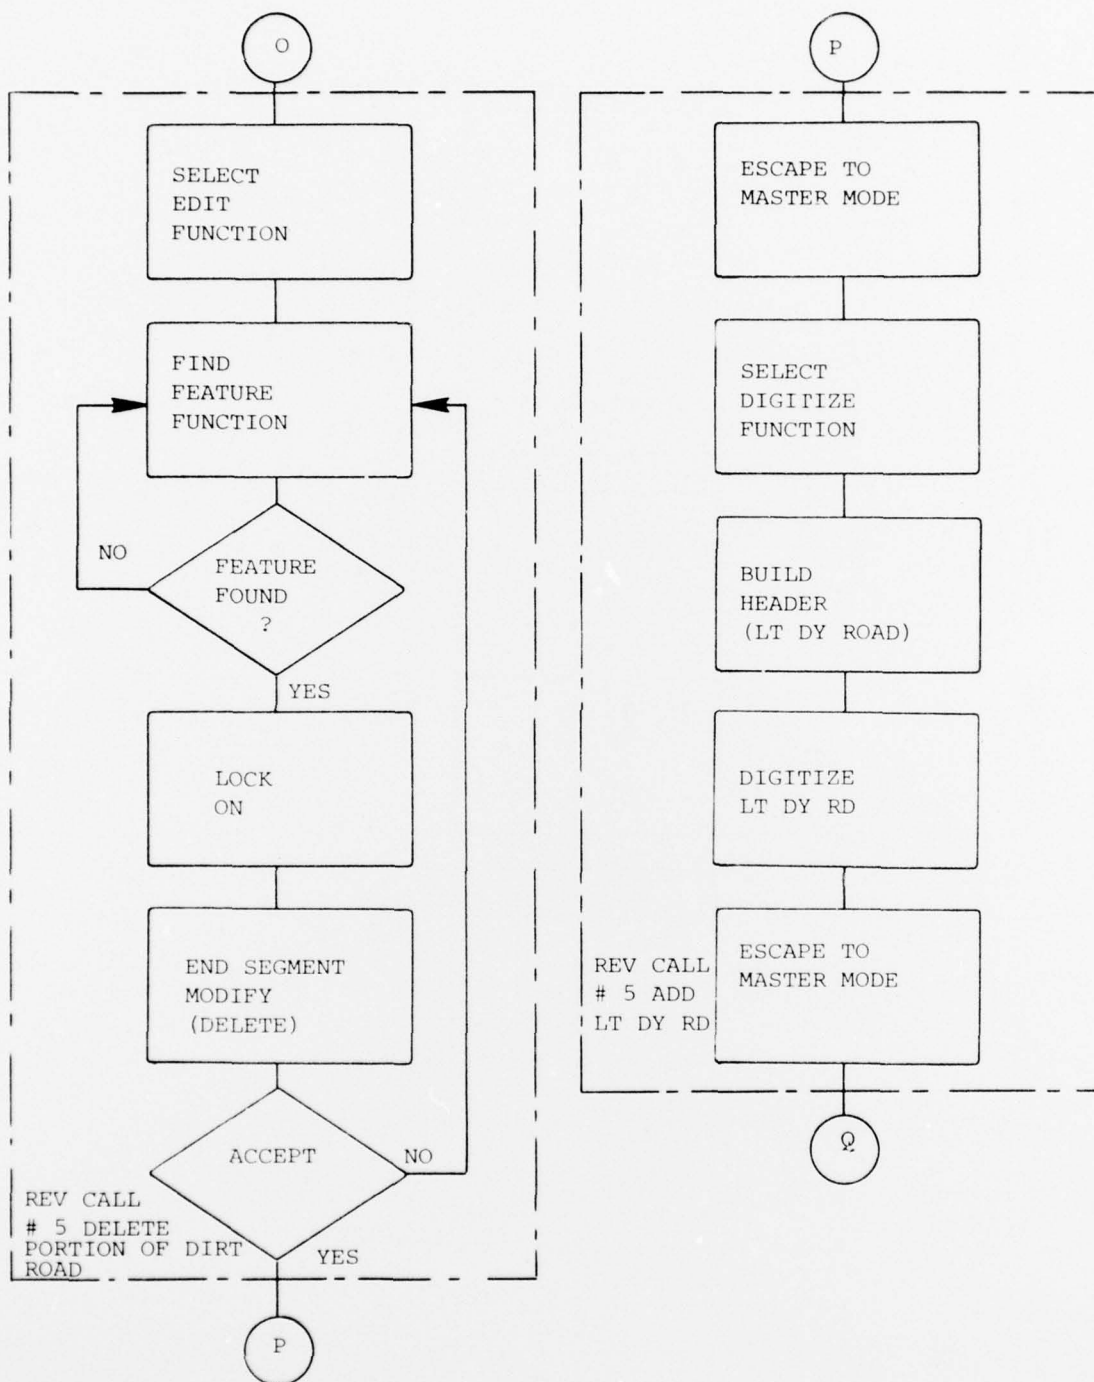 O
SELECT
EDIT
FUNCTION
FIND
FEATURE
FUNCTION
NO
FEATURE
FOUND
?
YES
LOCK
ON
END SEGMENT
MODIFY
(DELETE)
ACCEPT
NO
REV CALL
# 5 DELETE
PORTION OF DIRT
ROAD
YES
P
P
ESCAPE TO
MASTER MODE
SELECT
DIGITIZE
FUNCTION
BUILD
HEADER
(LT DY ROAD)
DIGITIZE
LT DY RD
ESCAPE TO
MASTER MODE
REV CALL
# 5 ADD
LT DY RD
Q